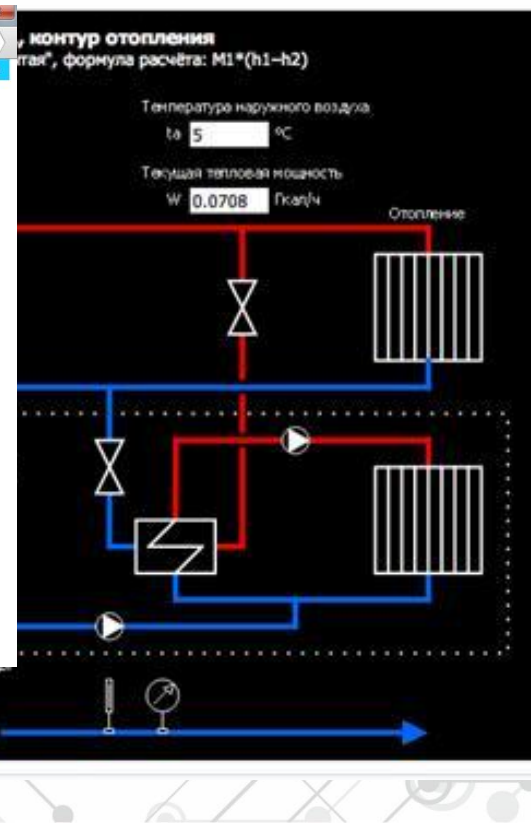 , контур отопления
тая", формула расчёта: M1*(h1-h2)
Температура наружного воздуха
ta 5 °C
Текущая тепловая мощность
W 0.0708 Гкал/ч
Отопление